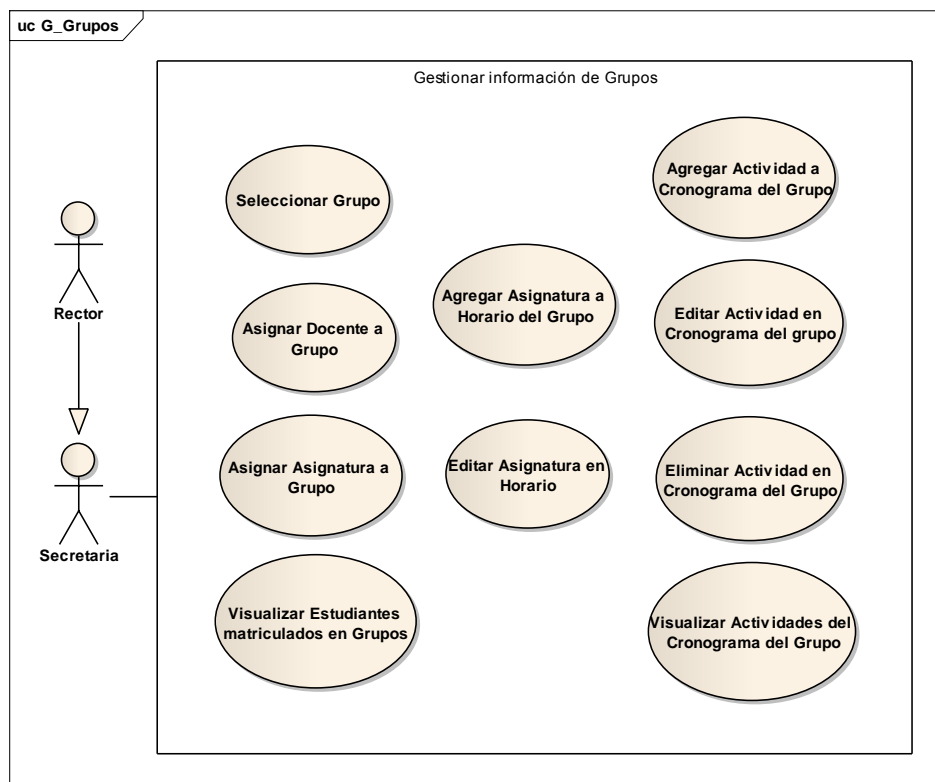 uc G_Grupos
Gestionar información de Grupos
Seleccionar Grupo
Asignar Docente a
Grupo
Asignar Asignatura a
Grupo
Visualizar Estudiantes
matriculados en Grupos
Agregar Asignatura a
Horario del Grupo
Editar Asignatura en
Horario
Agregar Actividad a
Cronograma del Grupo
Editar Actividad en
Cronograma del grupo
Eliminar Actividad en
Cronograma del Grupo
Visualizar Actividades del
Cronograma del Grupo
Rector
Secretaria